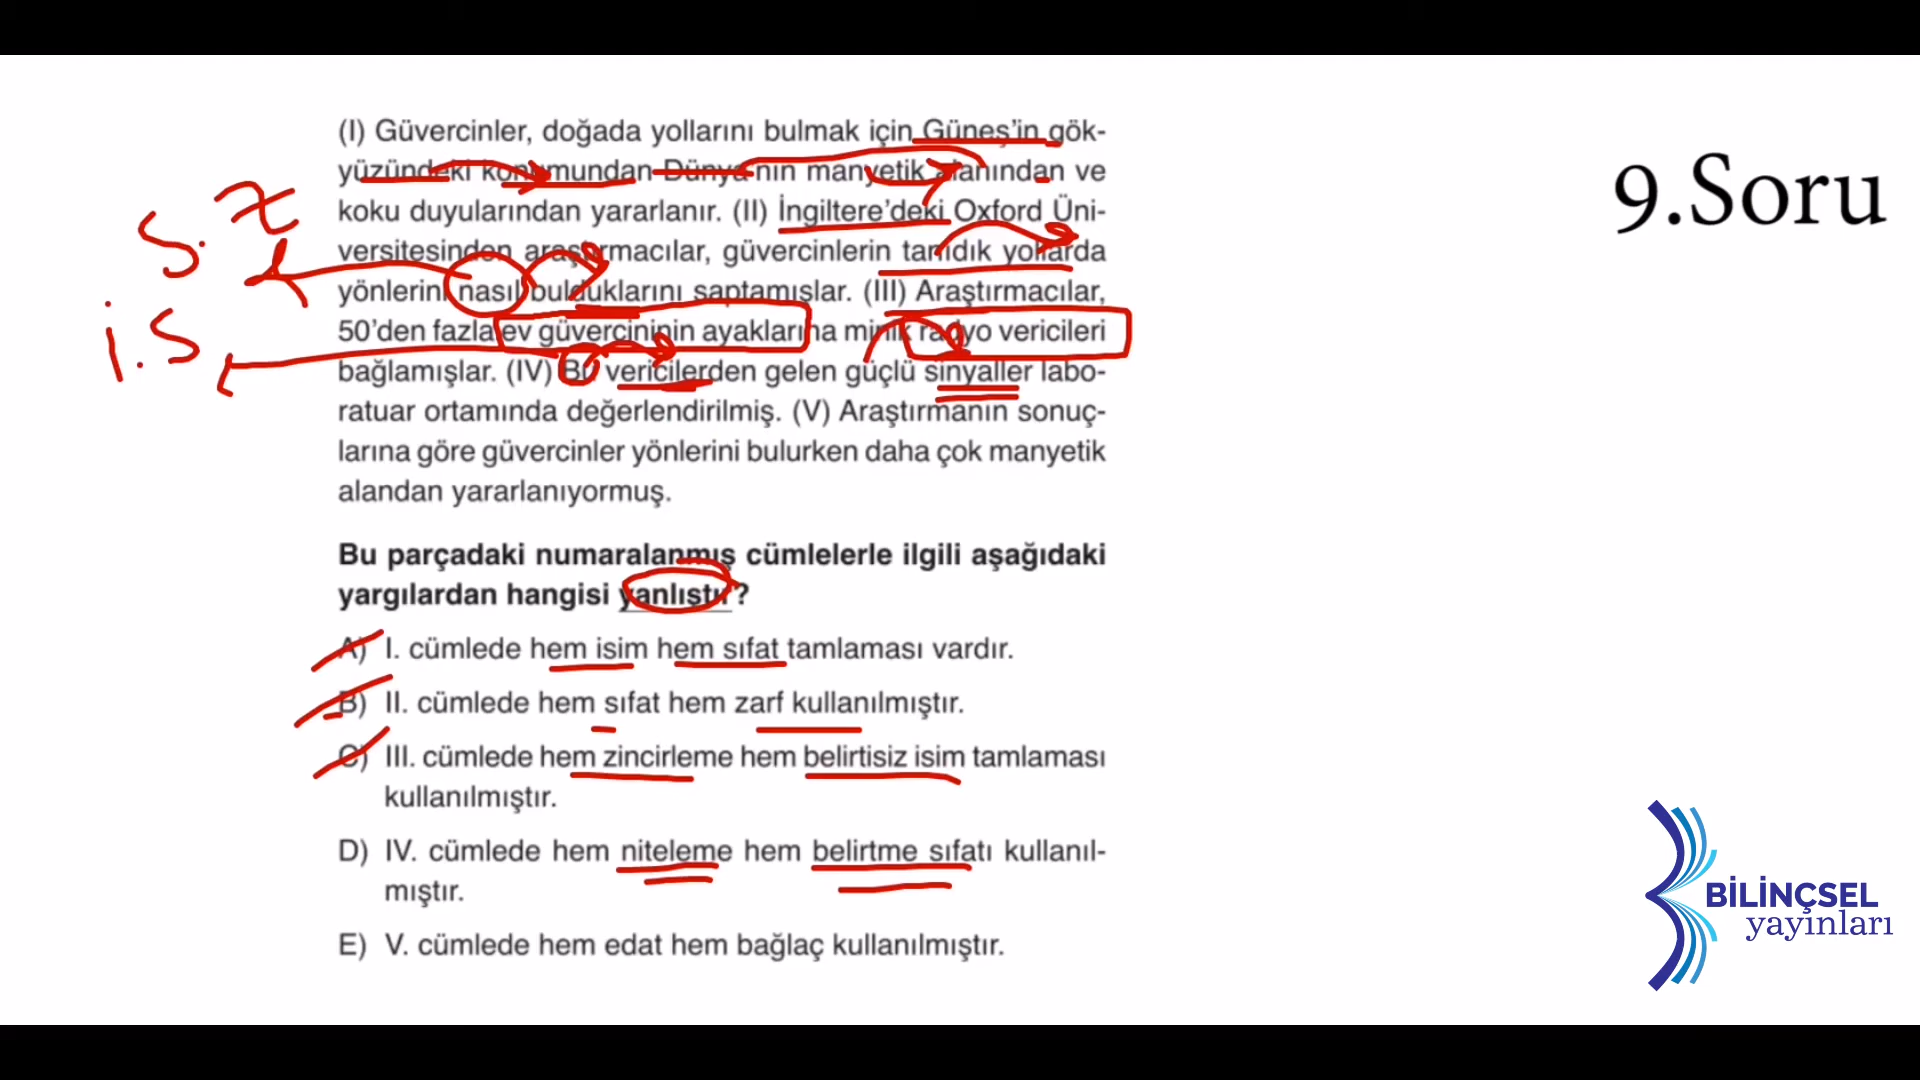 9.Soru
(I) Güvercinler, doğada yollarını bulmak için Güneş'in gök-
yüzündeki konumundan Dünya'nın manyetik alanından ve
koku duyularından yararlanır. (II) İngiltere'deki Oxford Üni-
versitesinden araştırmacılar, güvercinlerin tanıdık yollarda
yönlerini nasıl bulduklarını saptamışlar. (III) Araştırmacılar,
50'den fazla ev güvercininin ayaklarına minik radyo vericileri
bağlamışlar. (IV) Bu vericilerden gelen güçlü sinyaller labo-
ratuar ortamında değerlendirilmiş. (V) Araştırmanın sonuç-
larına göre güvercinler yönlerini bulurken daha çok manyetik
alandan yararlanıyormuş.
S. Z
i. S
Bu parçadaki numaralanmış cümlelerle ilgili aşağıdaki
yargılardan hangisi yanlıştır?
A) I. cümlede hem isim hem sıfat tamlaması vardır.
B) II. cümlede hem sıfat hem zarf kullanılmıştır.
C) III. cümlede hem zincirleme hem belirtisiz isim tamlaması
kullanılmıştır.
D) IV. cümlede hem niteleme hem belirtme sıfatı kullanıl-
mıştır.
E) V. cümlede hem edat hem bağlaç kullanılmıştır.
BİLİNÇSEL
yayınları